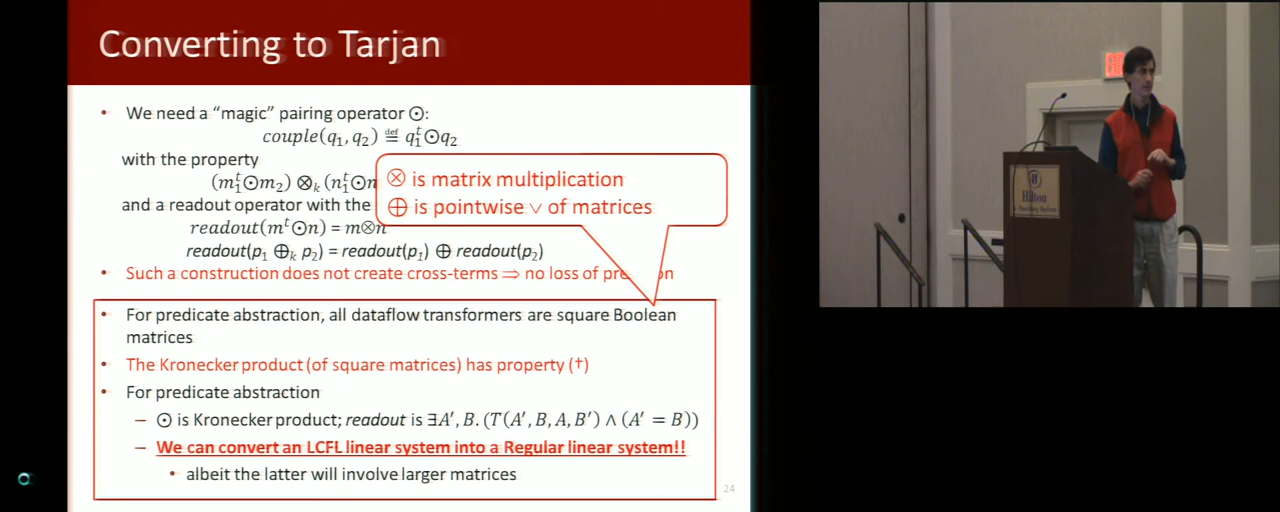 Converting to Tarjan
• We need a “magic” pairing operator ⊙:
couple(q₁, q₂) ≝ q₁ᵗ⊙q₂
with the property
(m₁ᵗ⊙m₂) ⊗ₖ (n₁ᵗ⊙n
⊗ is matrix multiplication
and a readout operator with the
⊕ is pointwise ∨ of matrices
readout(mᵗ⊙n) = m⊗n
readout(p₁ ⊕ₖ p₂) = readout(p₁) ⊕ readout(p₂)
• Such a construction does not create cross-terms ⇒ no loss of
• For predicate abstraction, all dataflow transformers are square Boolean
matrices
• The Kronecker product (of square matrices) has property (†)
• For predicate abstraction
– ⊙ is Kronecker product; readout is ∃A′, B. (T(A′, B, A, B′) ∧ (A′ = B))
– We can convert an LCFL linear system into a Regular linear system!!
• albeit the latter will involve larger matrices
24
Hilton